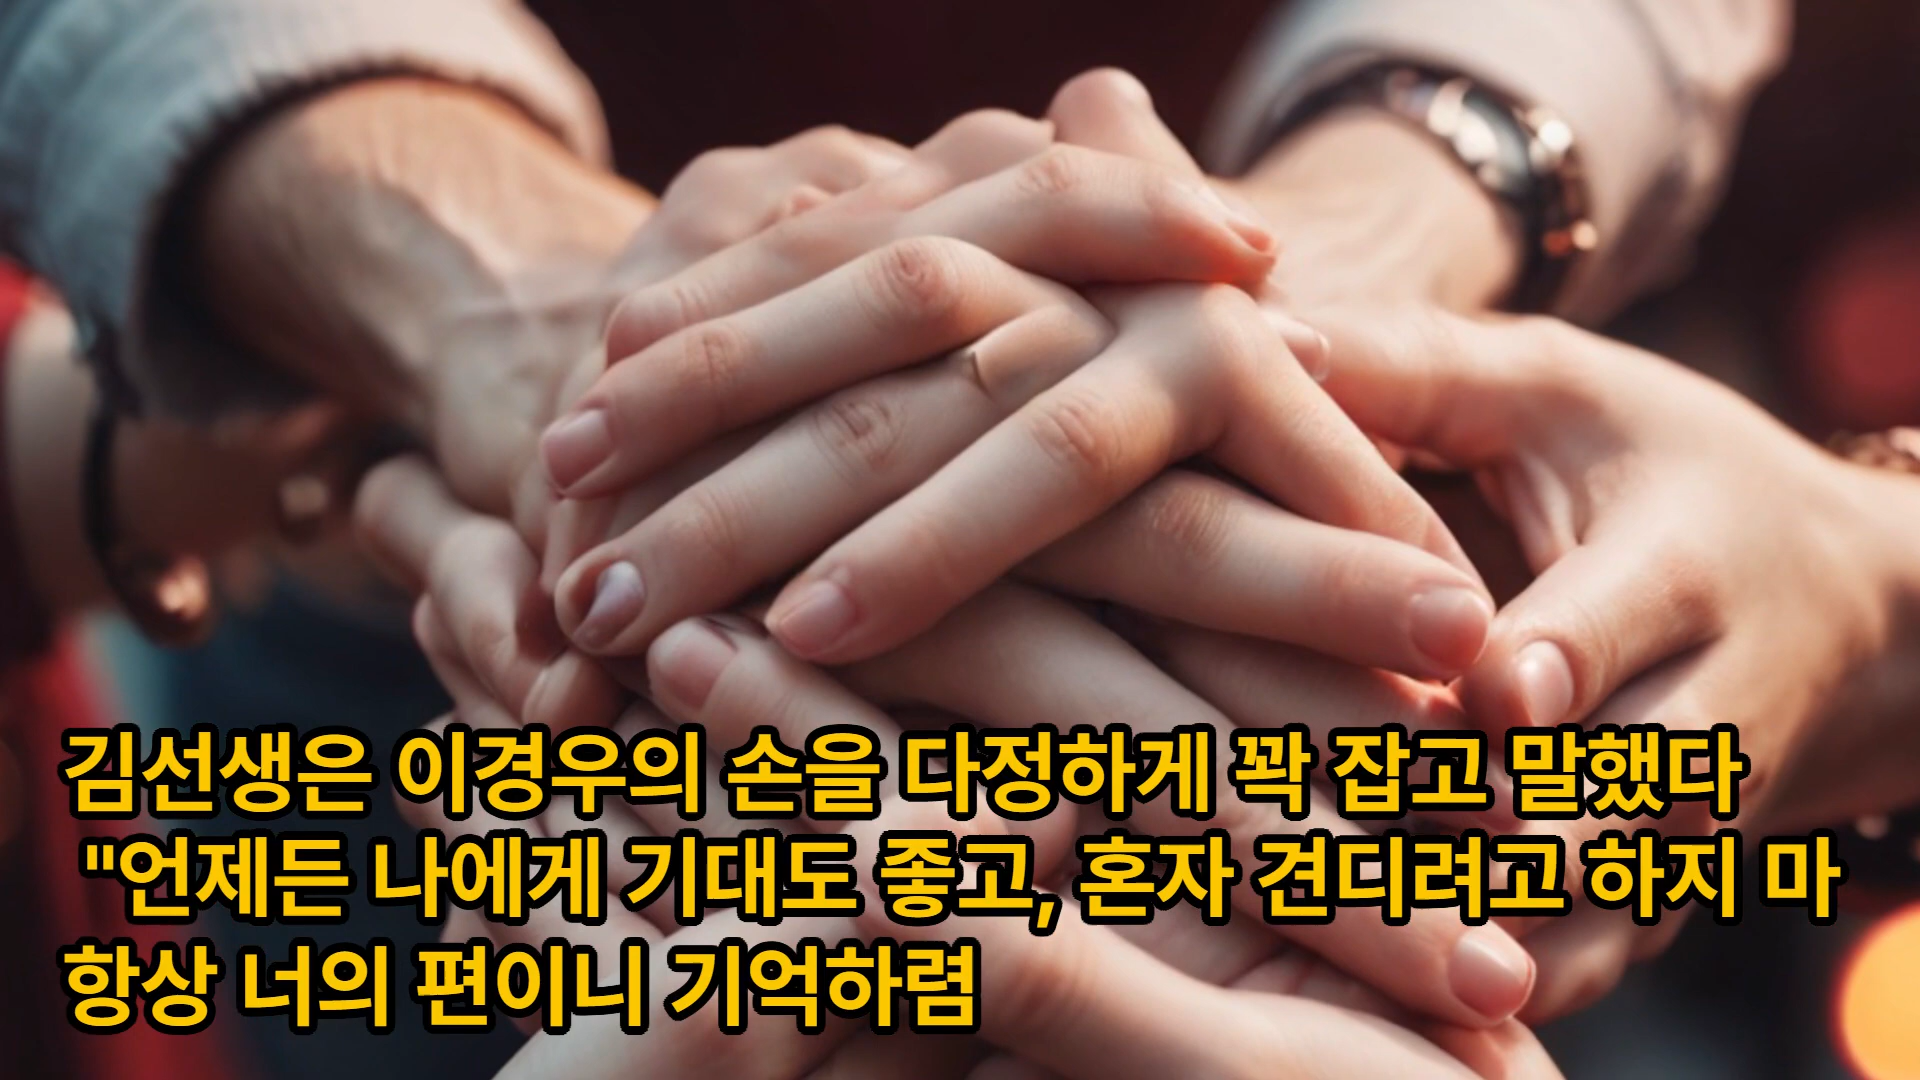 김선생은 이경우의 손을 다정하게 꽉 잡고 말했다
"언제든 나에게 기대도 좋고, 혼자 견디려고 하지 마
항상 너의 편이니 기억하렴